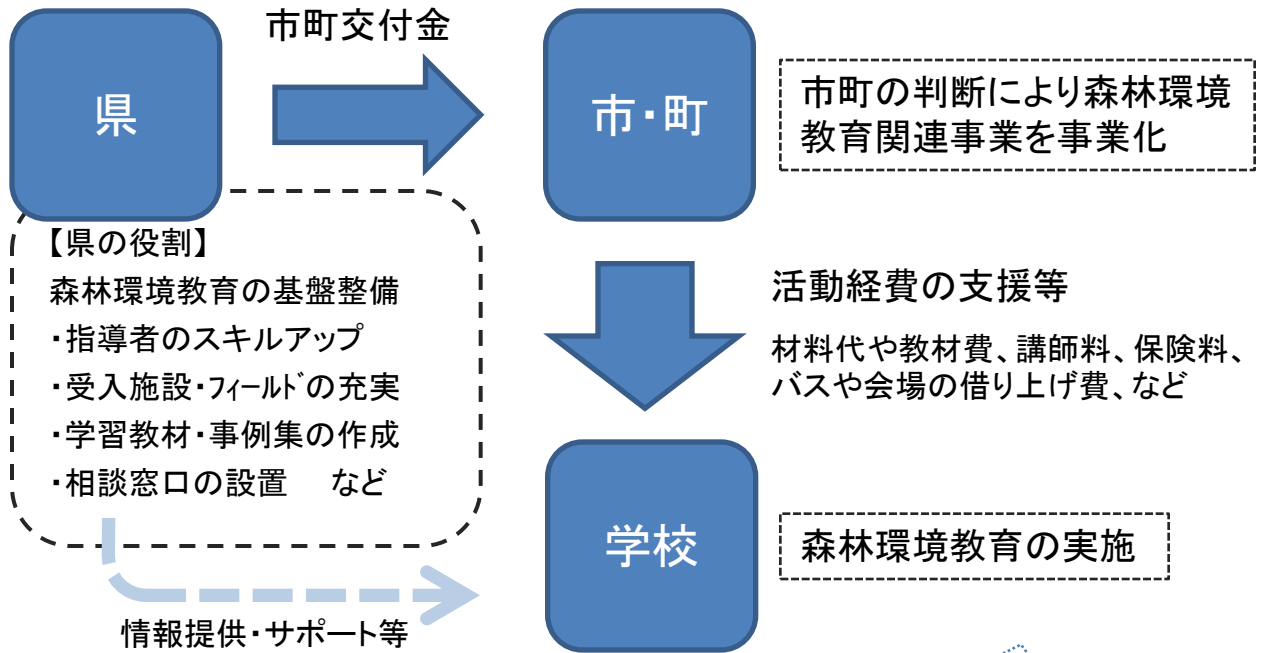 市町交付金
県
市・町
市町の判断により森林環境
教育関連事業を事業化
【県の役割】
森林環境教育の基盤整備
・指導者のスキルアップ
・受入施設・ﾌｨｰﾙﾄﾞの充実
・学習教材・事例集の作成
・相談窓口の設置　など
活動経費の支援等
材料代や教材費、講師料、保険料、
バスや会場の借り上げ費、など
学校
森林環境教育の実施
情報提供・サポート等